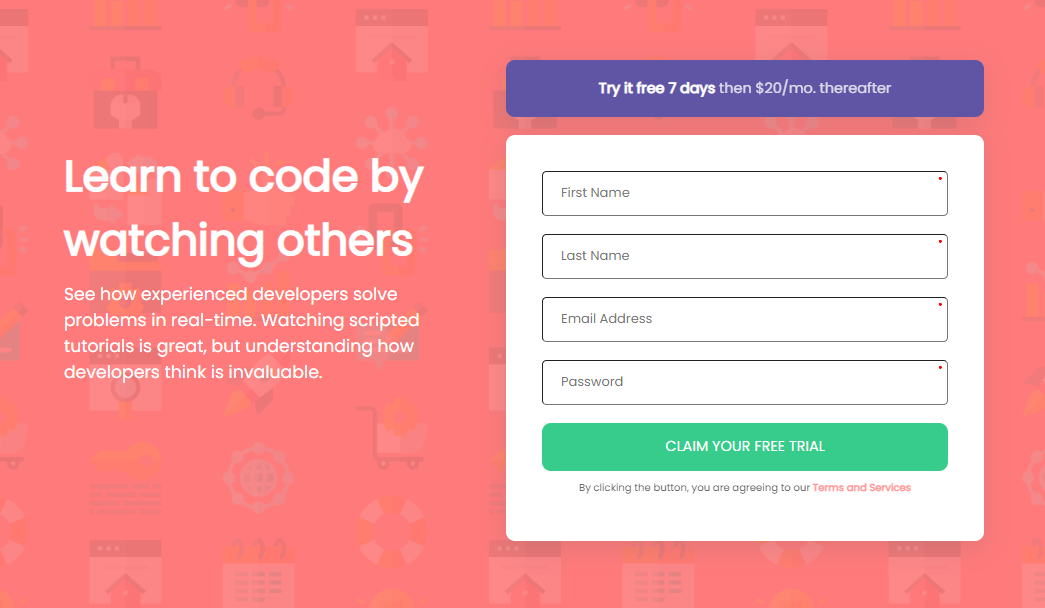 Learn to code by
watching others
See how experienced developers solve
problems in real-time. Watching scripted
tutorials is great, but understanding how
developers think is invaluable.
Try it free 7 days then $20/mo. thereafter
First Name
Last Name
Email Address
Password
CLAIM YOUR FREE TRIAL
By clicking the button, you are agreeing to our Terms and Services